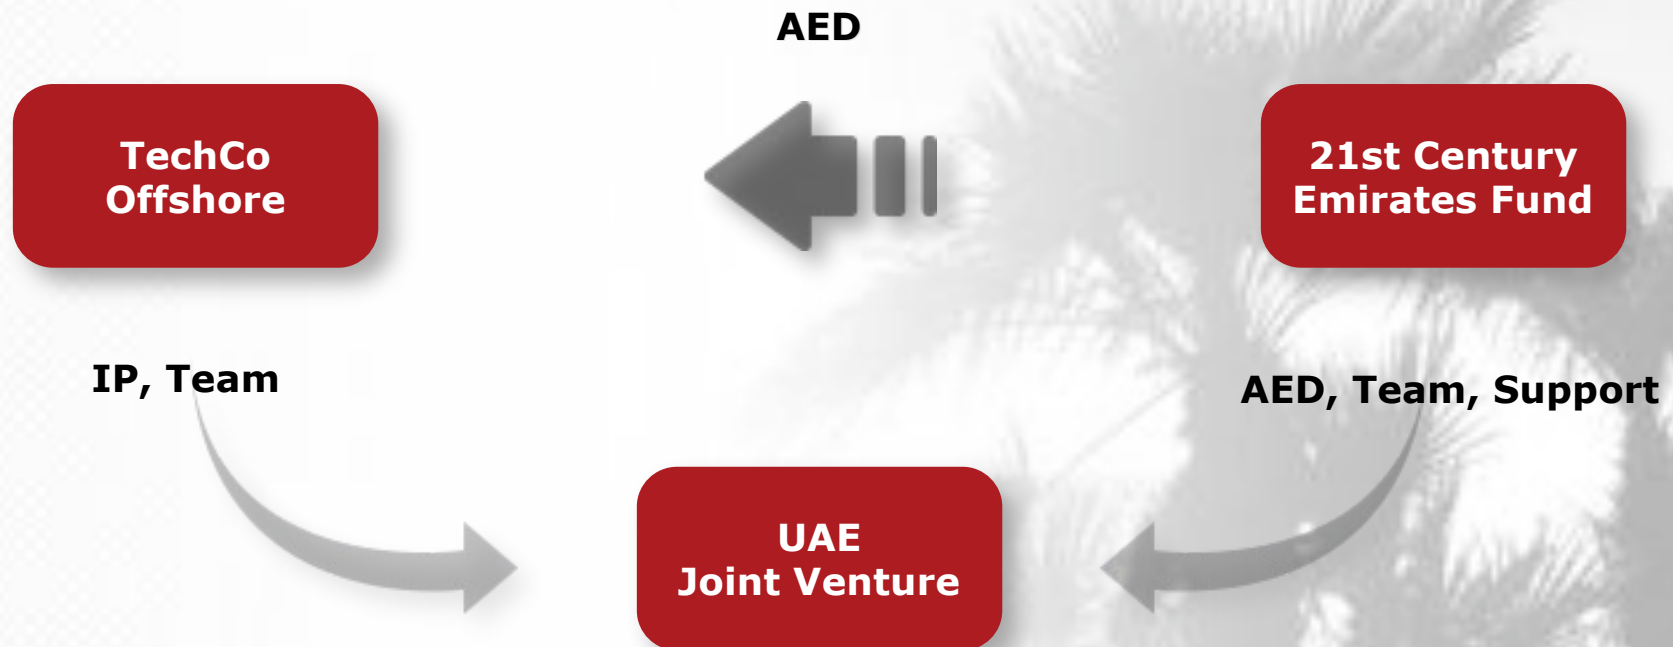 AED
TechCo
Offshore
21st Century
Emirates Fund
IP, Team
AED, Team, Support
UAE
Joint Venture